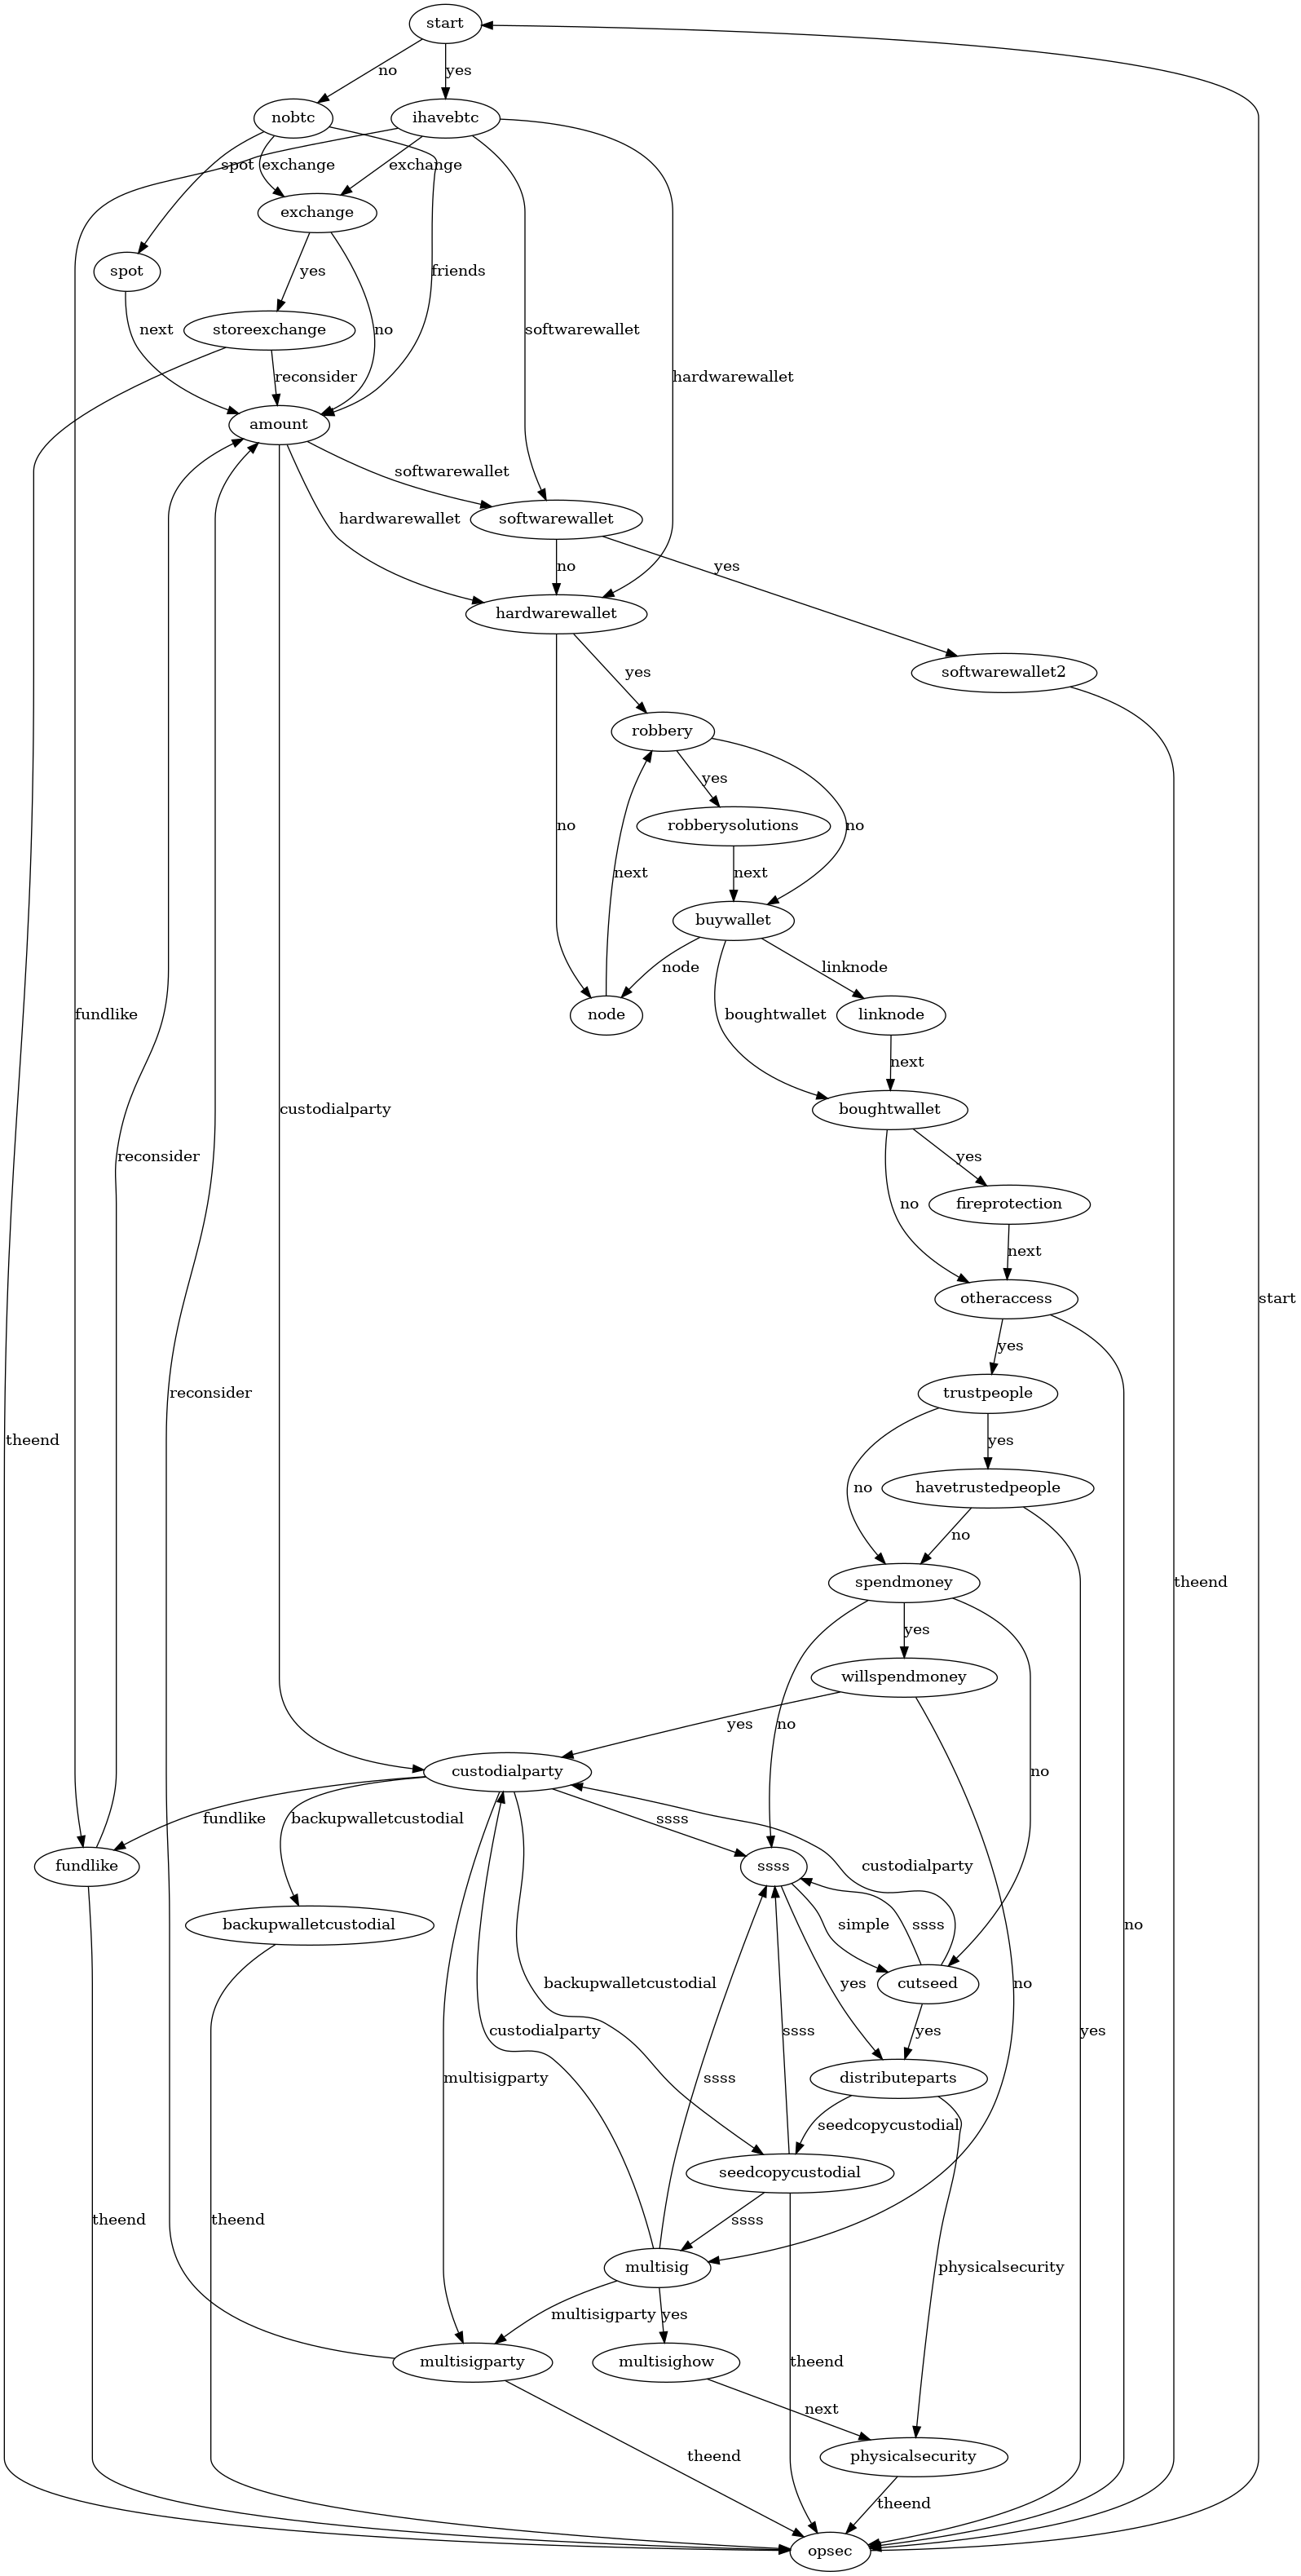 start
no
yes
nobtc
ihavebtc
spot
exchange
exchange
exchange
spot
yes
friends
next
storeexchange
no
softwarewallet
reconsider
hardwarewallet
amount
softwarewallet
hardwarewallet
softwarewallet
no
yes
hardwarewallet
yes
softwarewallet2
robbery
yes
no
robberysolutions
no
next
next
buywallet
node
linknode
fundlike
node
boughtwallet
linknode
next
custodialparty
boughtwallet
reconsider
yes
no
fireprotection
next
otheraccess
start
yes
reconsider
trustpeople
theend
yes
no
havetrustedpeople
no
spendmoney
theend
yes
willspendmoney
yes
no
custodialparty
no
fundlike
backupwalletcustodial
ssss
fundlike
ssss
custodialparty
backupwalletcustodial
simple
ssss
no
backupwalletcustodial
yes
cutseed
no
custodialparty
yes
yes
multisigparty
ssss
ssss
distributeparts
seedcopycustodial
seedcopycustodial
theend
theend
ssss
multisig
physicalsecurity
multisigparty
yes
multisigparty
multisighow
theend
next
theend
physicalsecurity
theend
opsec